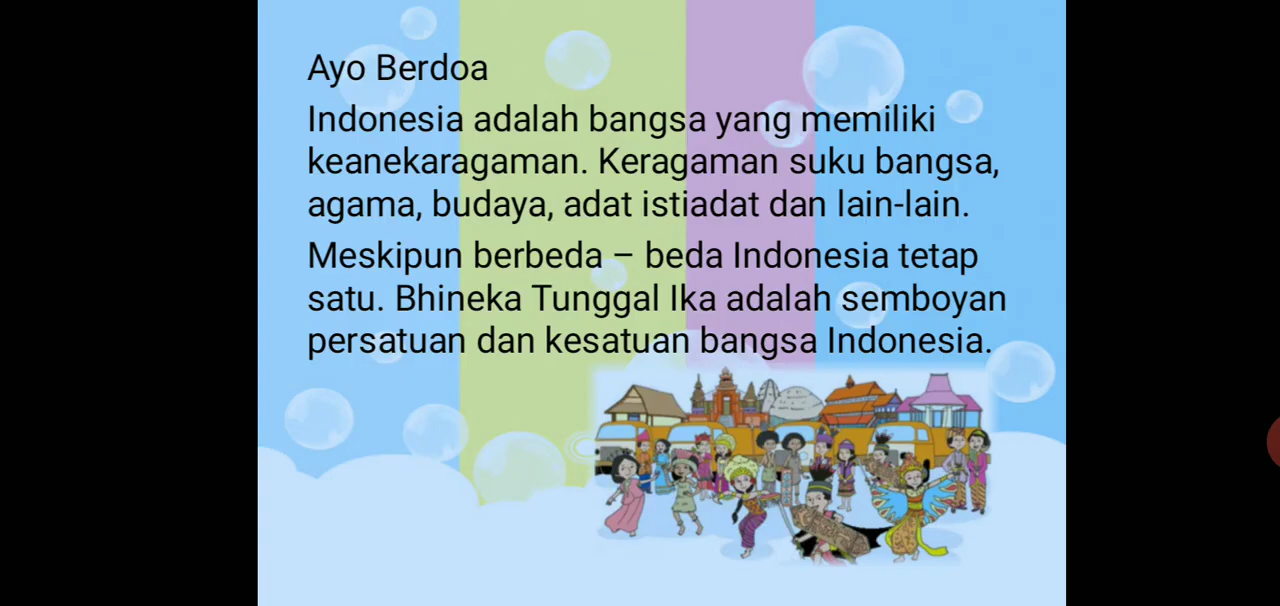 Ayo Berdoa
Indonesia adalah bangsa yang memiliki
keanekaragaman. Keragaman suku bangsa,
agama, budaya, adat istiadat dan lain-lain.
Meskipun berbeda – beda Indonesia tetap
satu. Bhineka Tunggal Ika adalah semboyan
persatuan dan kesatuan bangsa Indonesia.